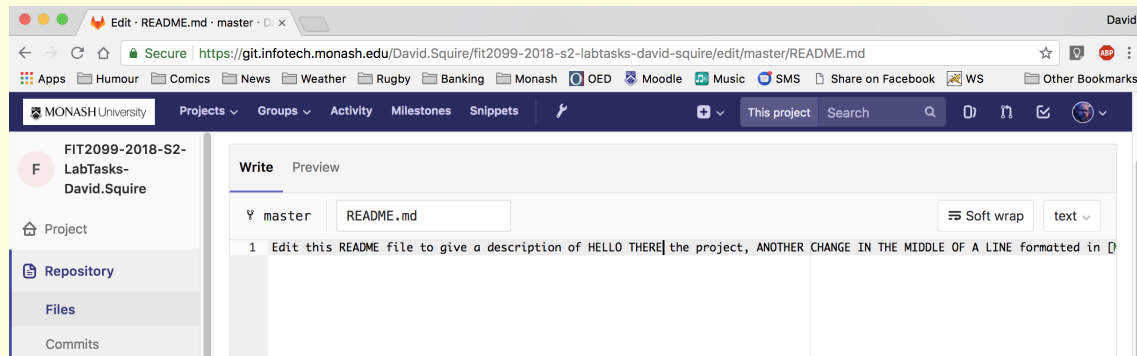 Edit · README.md · master · D
David
Secure | https://git.infotech.monash.edu/David.Squire/fit2099-2018-s2-labtasks-david-squire/edit/master/README.md
Apps Humour Comics News Weather Rugby Banking Monash OED Moodle Music SMS Share on Facebook WS Other Bookmarks
MONASH University Projects Groups Activity Milestones Snippets This project Search
F
FIT2099-2018-S2-
LabTasks-
David.Squire
Project
Repository
Files
Commits
Write Preview
master README.md Soft wrap text
1 Edit this README file to give a description of HELLO THERE the project, ANOTHER CHANGE IN THE MIDDLE OF A LINE formatted in [